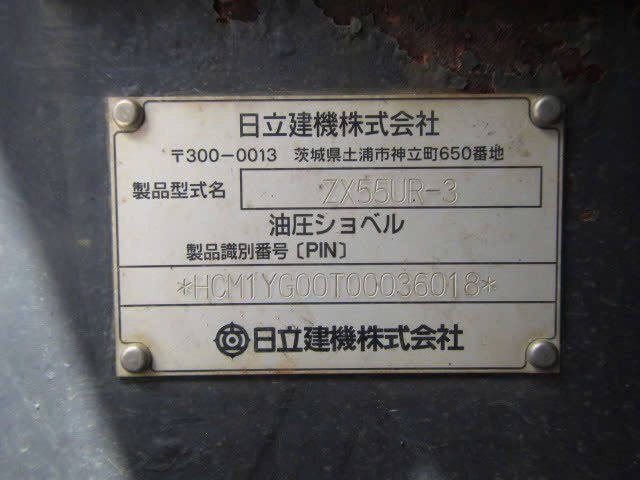 日立建機株式会社
〒300-0013 茨城県土浦市神立町650番地
製品型式名 ZX55UR-3
油圧ショベル
製品識別番号〔PIN〕
*HCM1YG00T00036018*
日立建機株式会社